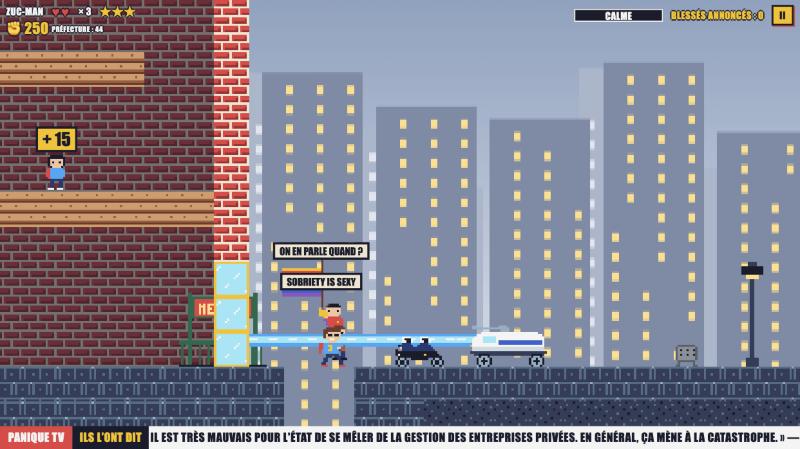 ZUC-MAN × 3
CALME
BLESSÉS ANNONCÉS : 0
250 PRÉFECTURE : 44
+ 15
ON EN PARLE QUAND ?
SOBRIETY IS SEXY
ME
PANIQUE TV
ILS L'ONT DIT
IL EST TRÈS MAUVAIS POUR L'ÉTAT DE SE MÊLER DE LA GESTION DES ENTREPRISES PRIVÉES. EN GÉNÉRAL, ÇA MÈNE À LA CATASTROPHE. » —